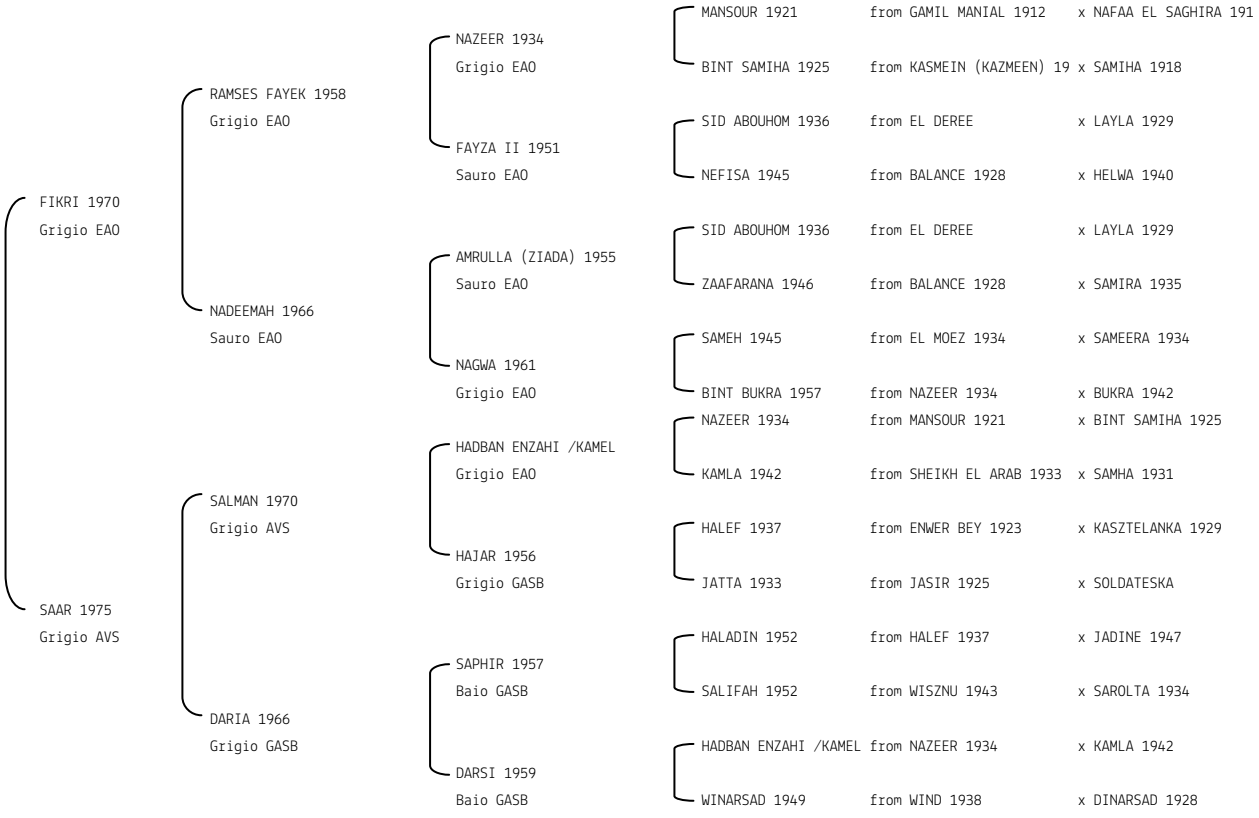 MANSOUR 1921 from GAMIL MANIAL 1912 x NAFAA EL SAGHIRA 191
NAZEER 1934
Grigio EAO
BINT SAMIHA 1925 from KASMEIN (KAZMEEN) 19 x SAMIHA 1918
RAMSES FAYEK 1958
Grigio EAO
SID ABOUHOM 1936 from EL DEREE x LAYLA 1929
FAYZA II 1951
Sauro EAO
NEFISA 1945 from BALANCE 1928 x HELWA 1940
FIKRI 1970
Grigio EAO
SID ABOUHOM 1936 from EL DEREE x LAYLA 1929
AMRULLA (ZIADA) 1955
Sauro EAO
ZAAFARANA 1946 from BALANCE 1928 x SAMIRA 1935
NADEEMAH 1966
Sauro EAO
SAMEH 1945 from EL MOEZ 1934 x SAMEERA 1934
NAGWA 1961
Grigio EAO
BINT BUKRA 1957 from NAZEER 1934 x BUKRA 1942
NAZEER 1934 from MANSOUR 1921 x BINT SAMIHA 1925
HADBAN ENZAHI /KAMEL
Grigio EAO
KAMLA 1942 from SHEIKH EL ARAB 1933 x SAMHA 1931
SALMAN 1970
Grigio AVS
HALEF 1937 from ENWER BEY 1923 x KASZTELANKA 1929
HAJAR 1956
Grigio GASB
JATTA 1933 from JASIR 1925 x SOLDATESKA
SAAR 1975
Grigio AVS
HALADIN 1952 from HALEF 1937 x JADINE 1947
SAPHIR 1957
Baio GASB
SALIFAH 1952 from WISZNU 1943 x SAROLTA 1934
DARIA 1966
Grigio GASB
HADBAN ENZAHI /KAMEL from NAZEER 1934 x KAMLA 1942
DARSI 1959
Baio GASB
WINARSAD 1949 from WIND 1938 x DINARSAD 1928